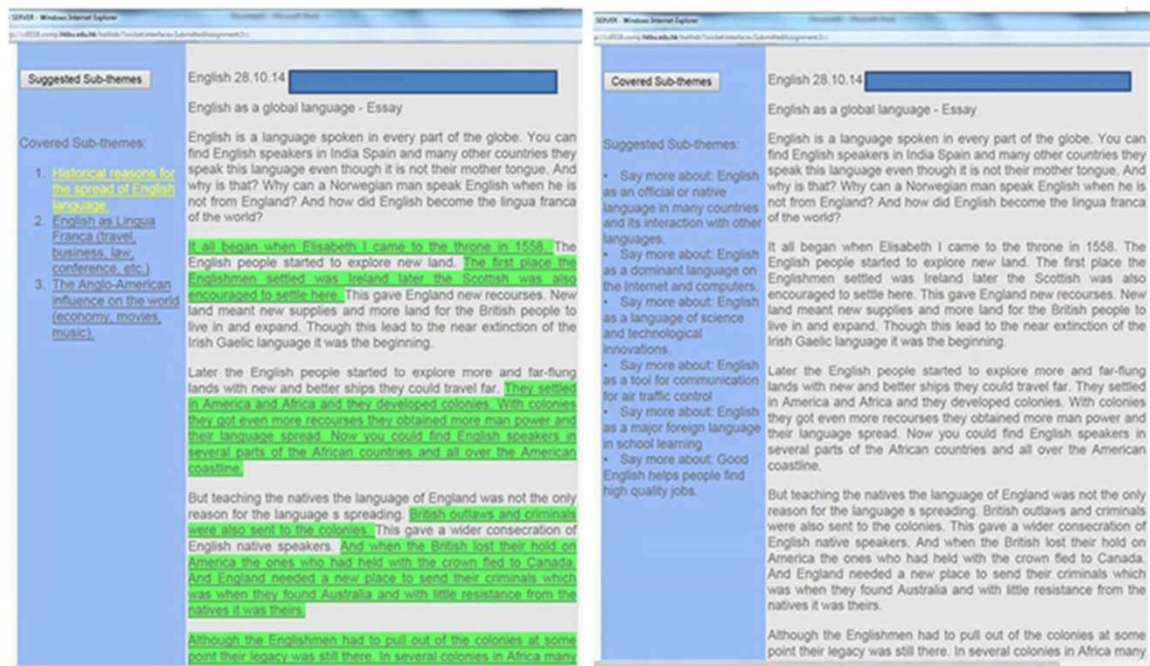 SERVER - Windows Internet Explorer
Suggested Sub-themes
Covered Sub-themes:
1. Historical reasons for
the spread of English
language.
2. English as Lingua
Franca (travel,
business, law,
conference, etc.)
3. The Anglo-American
influence on the world
(economy, movies,
music).
English 28.10.14
English as a global language - Essay
English is a language spoken in every part of the globe. You can
find English speakers in India Spain and many other countries they
speak this language even though it is not their mother tongue. And
why is that? Why can a Norwegian man speak English when he is
not from England? And how did English become the lingua franca
of the world?
It all began when Elisabeth I came to the throne in 1558. The
English people started to explore new land. The first place the
Englishmen settled was Ireland later the Scottish was also
encouraged to settle here. This gave England new recourses. New
land meant new supplies and more land for the British people to
live in and expand. Though this lead to the near extinction of the
Irish Gaelic language it was the beginning.
Later the English people started to explore more and far-flung
lands with new and better ships they could travel far. They settled
in America and Africa and they developed colonies. With colonies
they got even more recourses they obtained more man power and
their language spread. Now you could find English speakers in
several parts of the African countries and all over the American
coastline.
But teaching the natives the language of England was not the only
reason for the language s spreading. British outlaws and criminals
were also sent to the colonies. This gave a wider consecration of
English native speakers. And when the British lost their hold on
America the ones who had held with the crown fled to Canada.
And England needed a new place to send their criminals which
was when they found Australia and with little resistance from the
natives it was theirs.
Although the Englishmen had to pull out of the colonies at some
point their legacy was still there. In several colonies in Africa many
SERVER - Windows Internet Explorer
Covered Sub-themes
Suggested Sub-themes:
• Say more about: English
as an official or native
language in many countries
and its interaction with other
languages.
• Say more about: English
as a dominant language on
the Internet and computers.
• Say more about: English
as a language of science
and technological
innovations.
• Say more about: English
as a tool for communication
for air traffic control
• Say more about: English
as a major foreign language
in school learning
• Say more about: Good
English helps people find
high quality jobs.
English 28.10.14
English as a global language - Essay
English is a language spoken in every part of the globe. You can
find English speakers in India Spain and many other countries they
speak this language even though it is not their mother tongue. And
why is that? Why can a Norwegian man speak English when he is
not from England? And how did English become the lingua franca
of the world?
It all began when Elisabeth I came to the throne in 1558. The
English people started to explore new land. The first place the
Englishmen settled was Ireland later the Scottish was also
encouraged to settle here. This gave England new recourses. New
land meant new supplies and more land for the British people to
live in and expand. Though this lead to the near extinction of the
Irish Gaelic language it was the beginning.
Later the English people started to explore more and far-flung
lands with new and better ships they could travel far. They settled
in America and Africa and they developed colonies. With colonies
they got even more recourses they obtained more man power and
their language spread. Now you could find English speakers in
several parts of the African countries and all over the American
coastline.
But teaching the natives the language of England was not the only
reason for the language s spreading. British outlaws and criminals
were also sent to the colonies. This gave a wider consecration of
English native speakers. And when the British lost their hold on
America the ones who had held with the crown fled to Canada.
And England needed a new place to send their criminals which
was when they found Australia and with little resistance from the
natives it was theirs.
Although the Englishmen had to pull out of the colonies at some
point their legacy was still there. In several colonies in Africa many